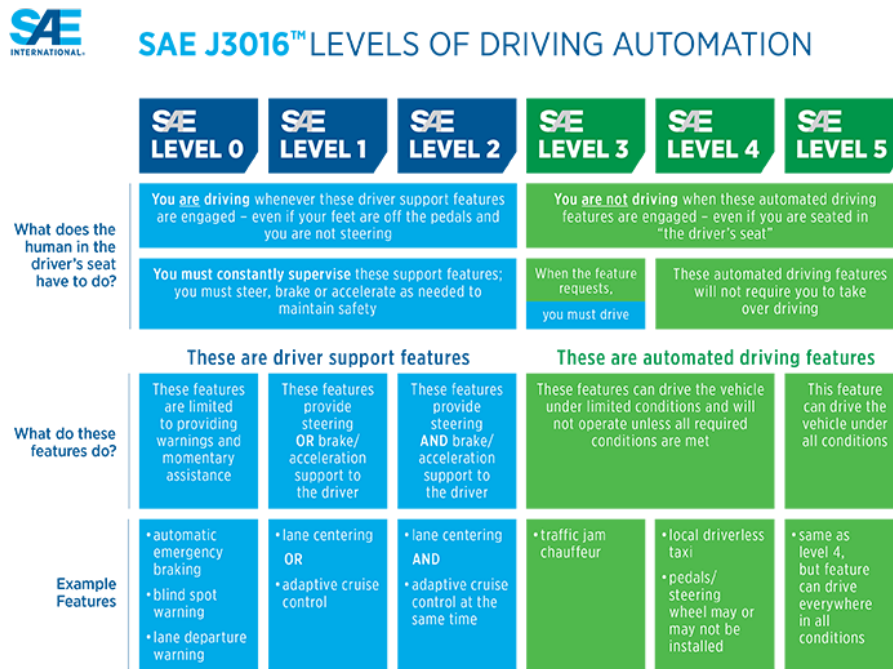 SAE
INTERNATIONAL®
SAE J3016™ LEVELS OF DRIVING AUTOMATION
SAE
LEVEL 0
SAE
LEVEL 1
SAE
LEVEL 2
SAE
LEVEL 3
SAE
LEVEL 4
SAE
LEVEL 5
What does the
human in the
driver's seat
have to do?
You are driving whenever these driver support features
are engaged – even if your feet are off the pedals and
you are not steering
You are not driving when these automated driving
features are engaged – even if you are seated in
"the driver's seat"
You must constantly supervise these support features;
you must steer, brake or accelerate as needed to
maintain safety
When the feature
requests,
you must drive
These automated driving features
will not require you to take
over driving
These are driver support features
These are automated driving features
What do these
features do?
These features
are limited
to providing
warnings and
momentary
assistance
These features
provide
steering
OR brake/
acceleration
support to
the driver
These features
provide
steering
AND brake/
acceleration
support to
the driver
These features can drive the vehicle
under limited conditions and will
not operate unless all required
conditions are met
This feature
can drive the
vehicle under
all conditions
Example
Features
• automatic
emergency
braking
• blind spot
warning
• lane departure
warning
• lane centering
OR
• adaptive cruise
control
• lane centering
AND
• adaptive cruise
control at the
same time
• traffic jam
chauffeur
• local driverless
taxi
• pedals/
steering
wheel may or
may not be
installed
• same as
level 4,
but feature
can drive
everywhere
in all
conditions